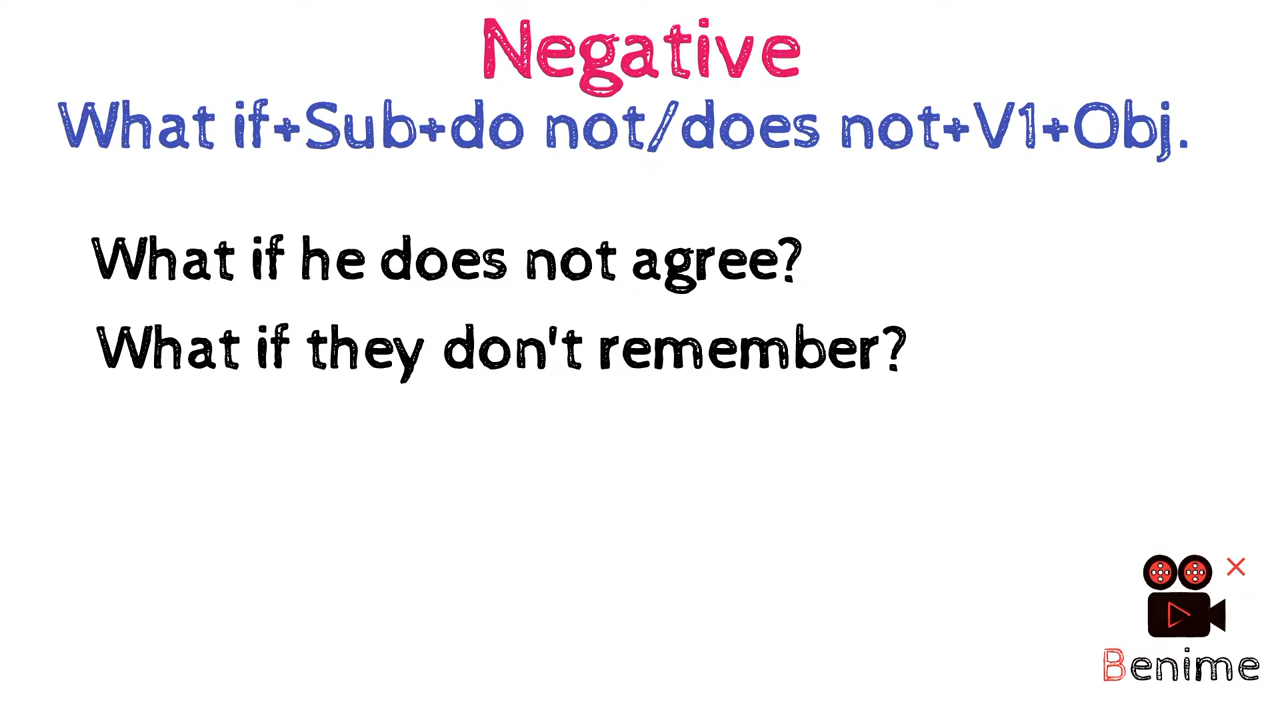 Negative
What if+Sub+do not/does not+V1+Obj.
What if he does not agree?
What if they don't remember?
Benime